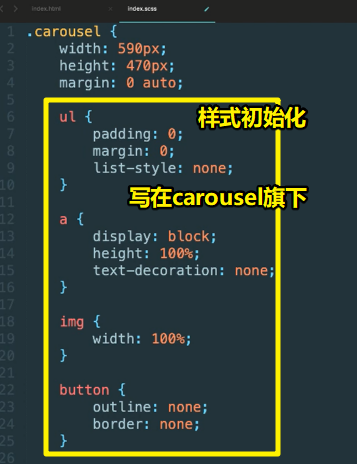 index.html
index.scss
1 .carousel {
2 width: 590px;
3 height: 470px;
4 margin: 0 auto;
5
6 ul { 样式初始化
7 padding: 0;
8 margin: 0;
9 list-style: none;
10 }
11 写在carousel旗下
12 a {
13 display: block;
14 height: 100%;
15 text-decoration: none;
16 }
17
18 img {
19 width: 100%;
20 }
21
22 button {
23 outline: none;
24 border: none;
25 }
26